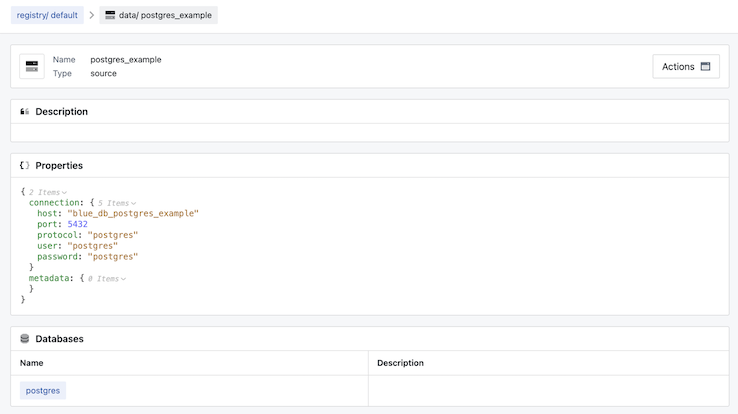 registry/ default > data/ postgres_example
Name postgres_example
Type source
Actions
Description
{} Properties
{ 2 Items
connection: { 5 Items
host: "blue_db_postgres_example"
port: 5432
protocol: "postgres"
user: "postgres"
password: "postgres"
}
metadata: { 0 Items
}
}
Databases
Name Description
postgres